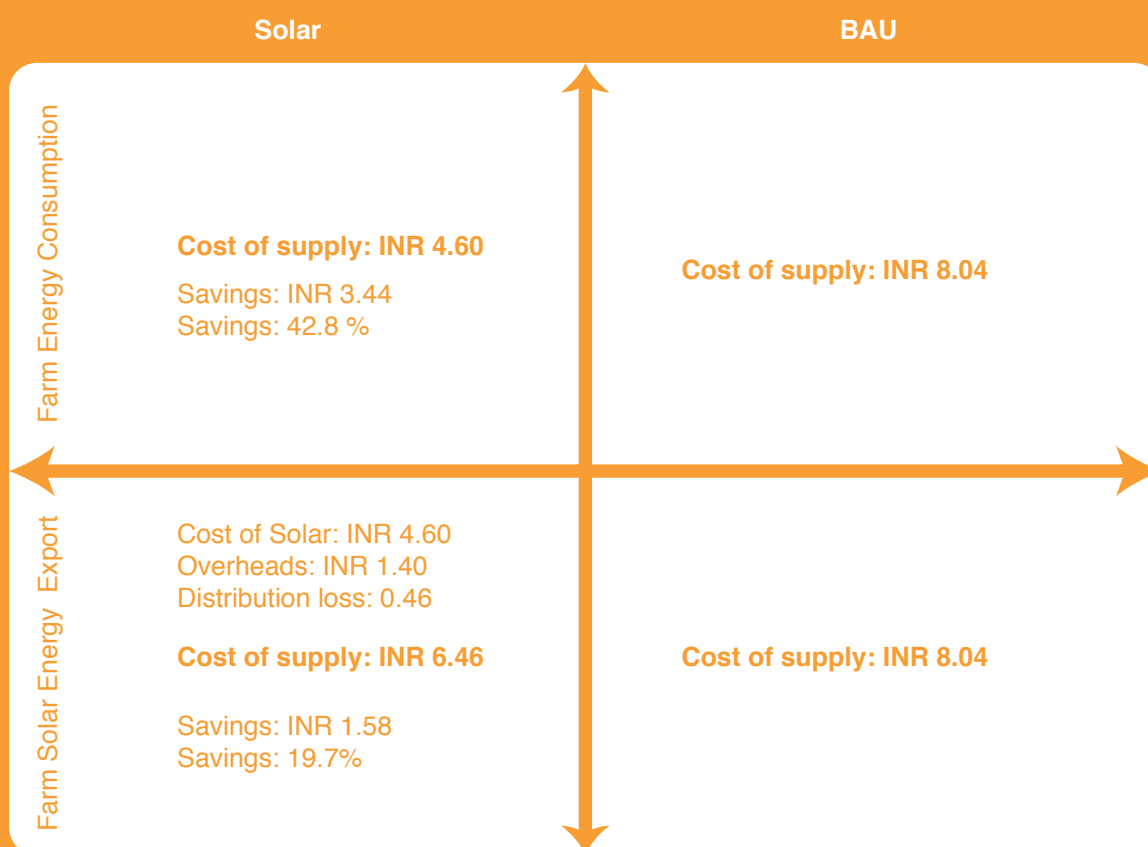 Solar
BAU
Farm Energy Consumption
Cost of supply: INR 4.60
Savings: INR 3.44
Savings: 42.8 %
Cost of supply: INR 8.04
Farm Solar Energy Export
Cost of Solar: INR 4.60
Overheads: INR 1.40
Distribution loss: 0.46
Cost of supply: INR 6.46
Savings: INR 1.58
Savings: 19.7%
Cost of supply: INR 8.04